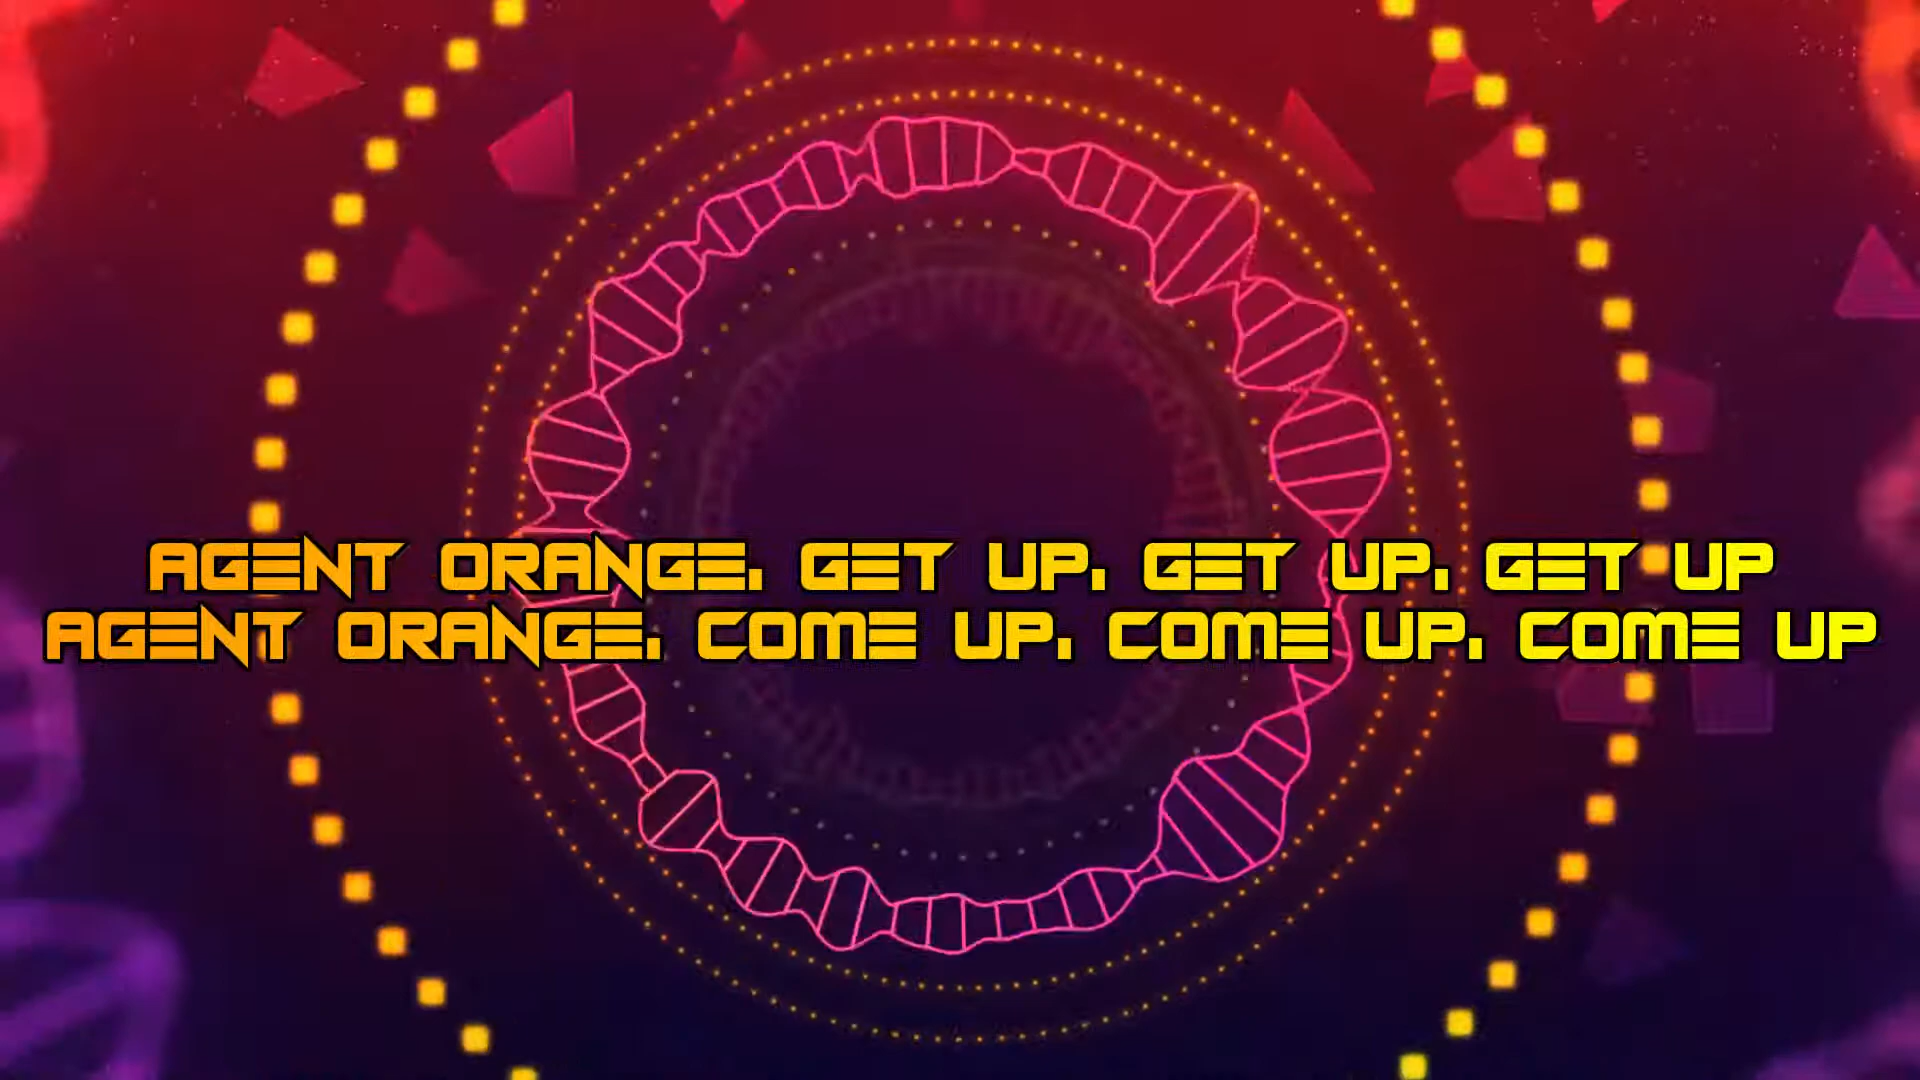 AGENT ORANGE, GET UP, GET UP, GET UP
AGENT ORANGE, COME UP, COME UP, COME UP